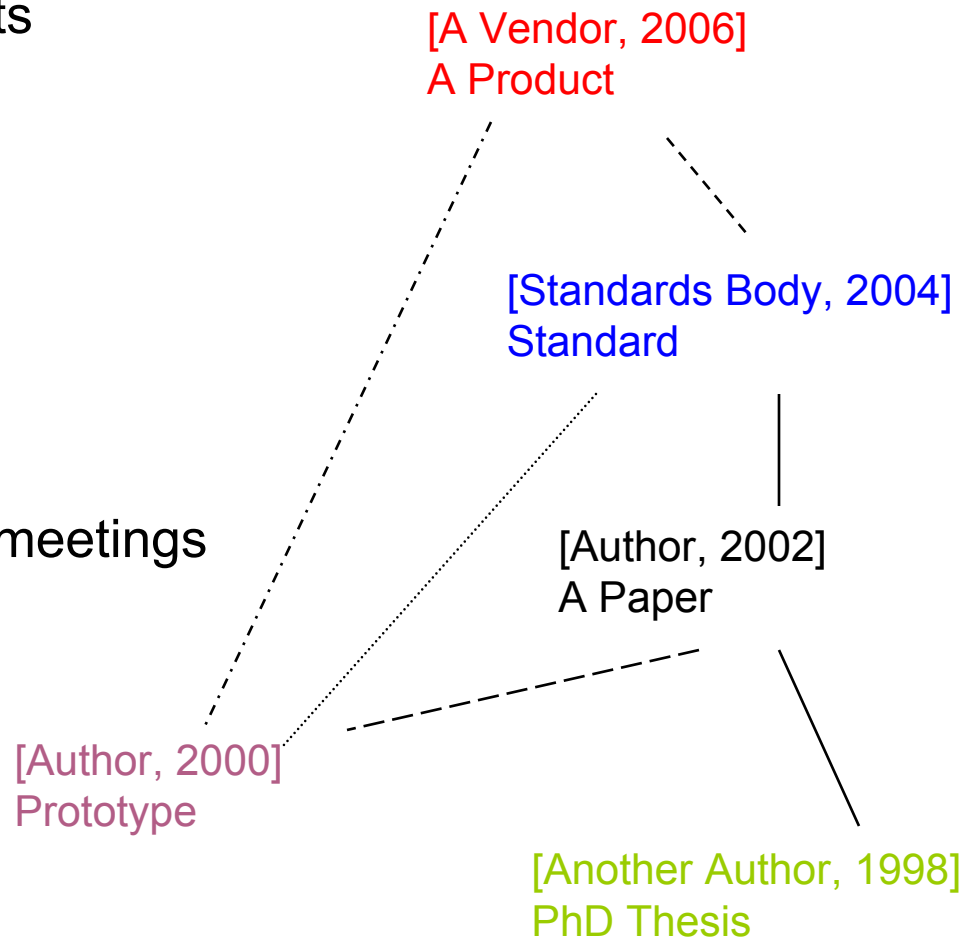 [A Vendor, 2006]
A Product
[Standards Body, 2004]
Standard
meetings
[Author, 2002]
A Paper
[Author, 2000]
Prototype
[Another Author, 1998]
PhD Thesis